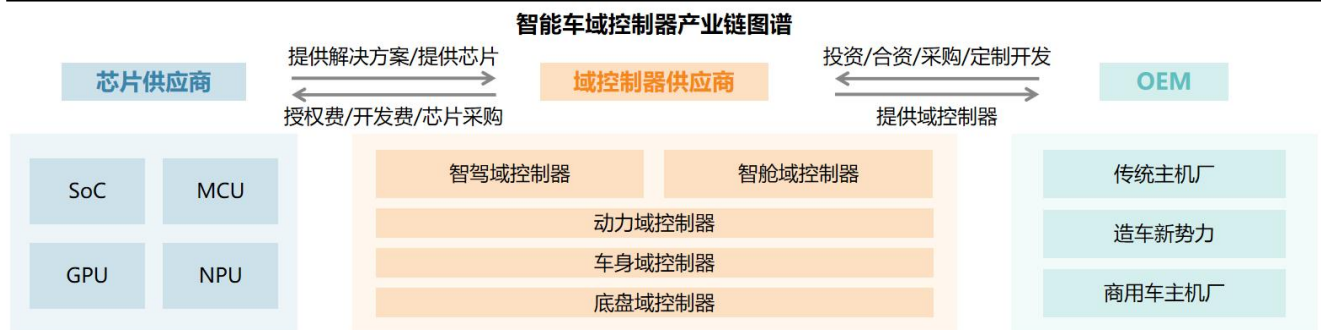 智能车域控制器产业链图谱
提供解决方案/提供芯片
投资/合资/采购/定制开发
芯片供应商
域控制器供应商
OEM
授权费/开发费/芯片采购
提供域控制器
SoC
MCU
GPU
NPU
智驾域控制器
智舱域控制器
动力域控制器
车身域控制器
底盘域控制器
传统主机厂
造车新势力
商用车主机厂